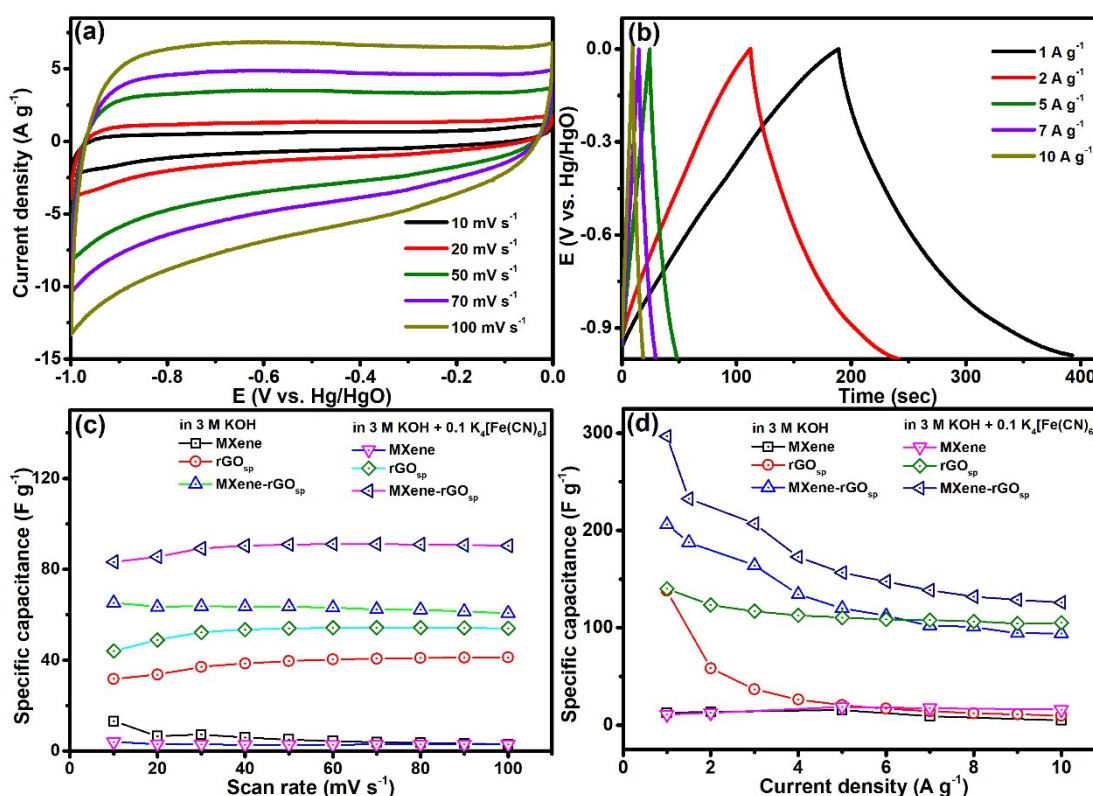 (a)
Current density (A g⁻¹)
5
0
-5
-10
-15
10 mV s⁻¹
20 mV s⁻¹
50 mV s⁻¹
70 mV s⁻¹
100 mV s⁻¹
-1.0 -0.8 -0.6 -0.4 -0.2 0.0
E (V vs. Hg/HgO)
(b)
E (V vs. Hg/HgO)
0.0
-0.3
-0.6
-0.9
1 A g⁻¹
2 A g⁻¹
5 A g⁻¹
7 A g⁻¹
10 A g⁻¹
0 100 200 300 400
Time (sec)
(c)
Specific capacitance (F g⁻¹)
120
80
40
0
in 3 M KOH
MXene
rGOsp
MXene-rGOsp
in 3 M KOH + 0.1 K₄[Fe(CN)₆]
MXene
rGOsp
MXene-rGOsp
0 20 40 60 80 100
Scan rate (mV s⁻¹)
(d)
Specific capacitance (F g⁻¹)
300
200
100
0
in 3 M KOH
MXene
rGOsp
MXene-rGOsp
in 3 M KOH + 0.1 K₄[Fe(CN)₆
MXene
rGOsp
MXene-rGOsp
0 2 4 6 8 10
Current density (A g⁻¹)